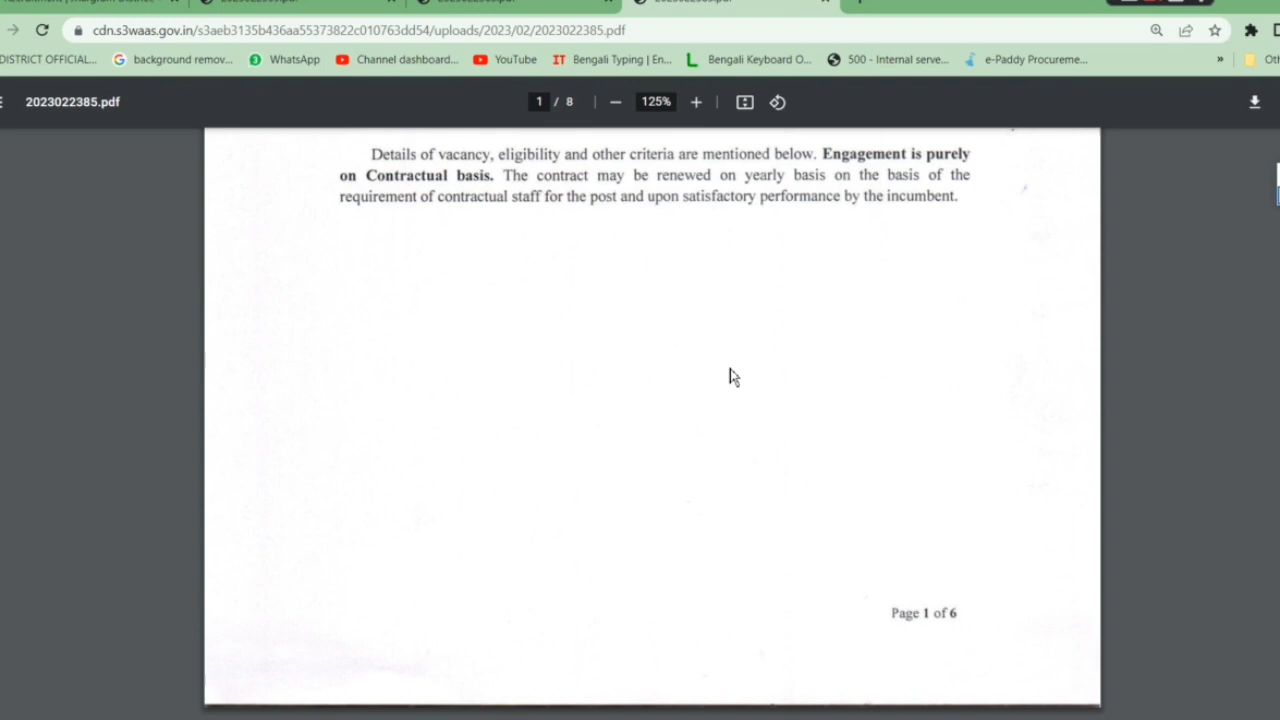 cdn.s3waas.gov.in/s3aeb3135b436aa55373822c010763dd54/uploads/2023/02/2023022385.pdf
DISTRICT OFFICIAL... background remov... WhatsApp Channel dashboard... YouTube IT Bengali Typing | En... L Bengali Keyboard O... 500 - Internal serve... e-Paddy Procureme... »
2023022385.pdf 1 / 8 | − 125% + |
Details of vacancy, eligibility and other criteria are mentioned below. Engagement is purely
on Contractual basis. The contract may be renewed on yearly basis on the basis of the
requirement of contractual staff for the post and upon satisfactory performance by the incumbent.
Page 1 of 6